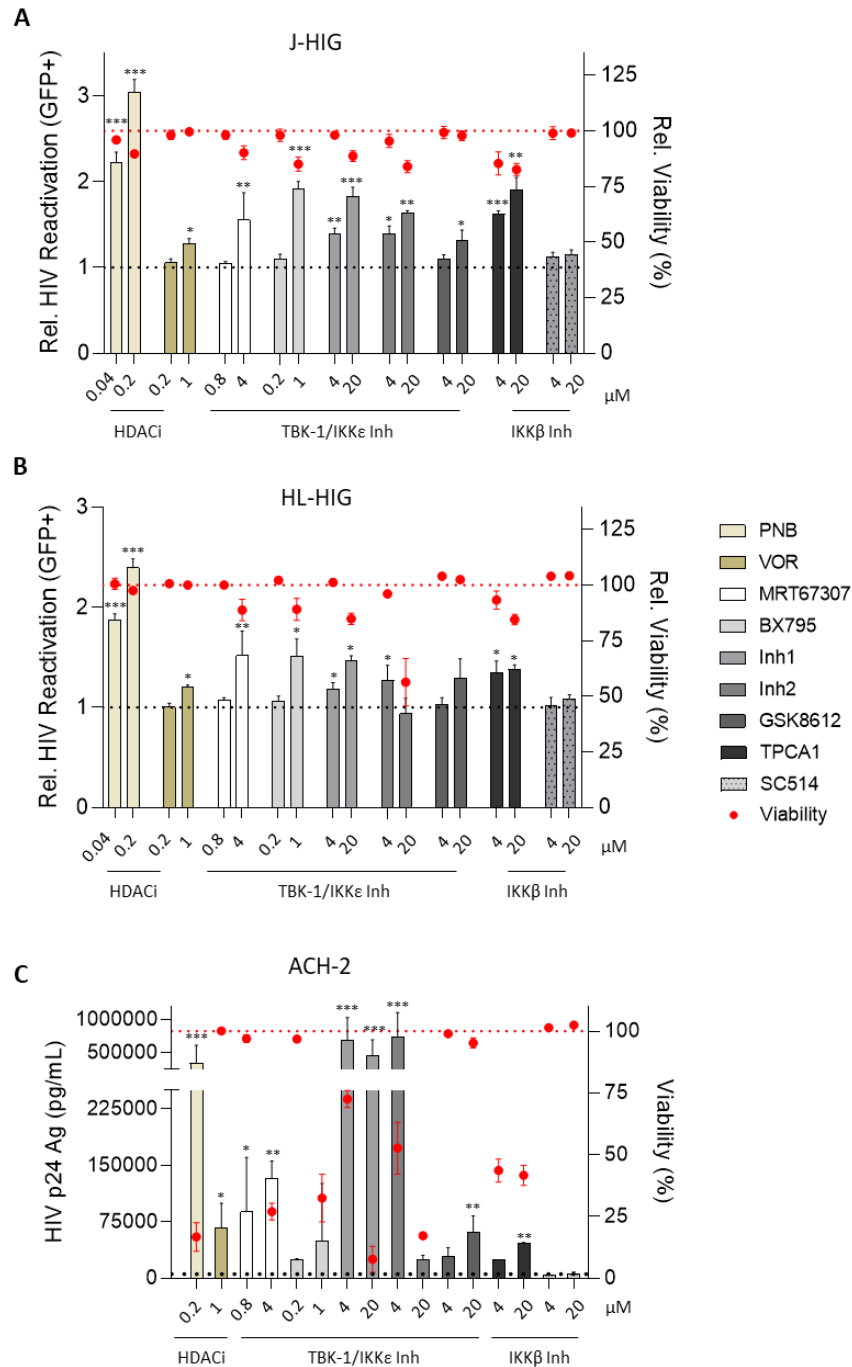 A
J-HIG
Rel. HIV Reactivation (GFP+)
3
2
1
0
***
***
*
**
***
**
***
*
**
*
***
**
125
100
75
50
25
0
Rel. Viability (%)
0.04 0.2 0.2 1 0.8 4 0.2 1 4 20 4 20 4 20 4 20 4 20 µM
HDACi TBK-1/IKKε Inh IKKβ Inh
B
HL-HIG
Rel. HIV Reactivation (GFP+)
3
2
1
0
***
***
*
**
*
*
*
*
*
*
125
100
75
50
25
0
Rel. Viability (%)
0.04 0.2 0.2 1 0.8 4 0.2 1 4 20 4 20 4 20 4 20 4 20 µM
HDACi TBK-1/IKKε Inh IKKβ Inh
PNB
VOR
MRT67307
BX795
Inh1
Inh2
GSK8612
TPCA1
SC514
Viability
C
ACH-2
HIV p24 Ag (pg/mL)
1000000
500000
225000
150000
75000
0
***
*
*
**
***
***
***
**
**
100
75
50
25
0
Viability (%)
0.2 1 0.8 4 0.2 1 4 20 4 20 4 20 4 20 4 20 µM
HDACi TBK-1/IKKε Inh IKKβ Inh